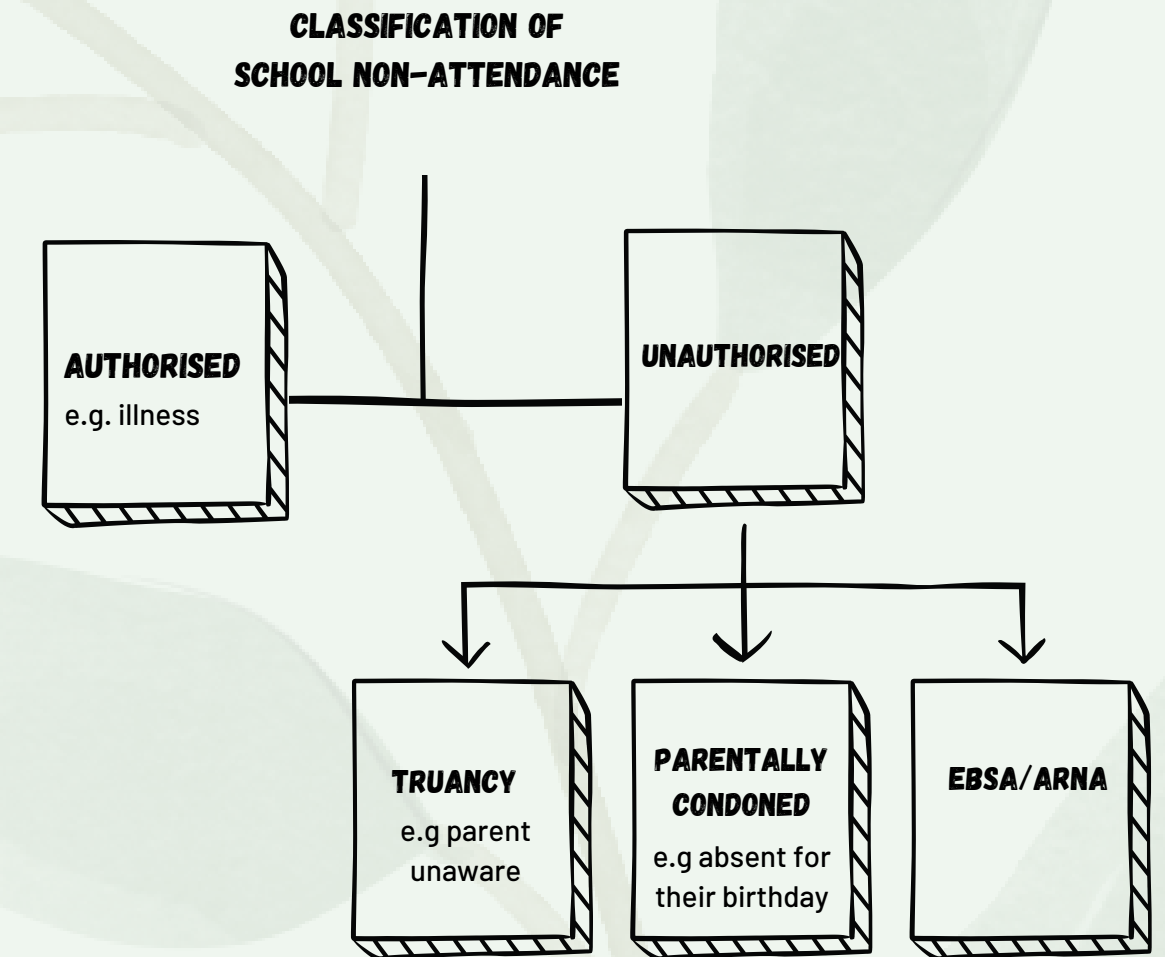 CLASSIFICATION OF
SCHOOL NON-ATTENDANCE
AUTHORISED
e.g. illness
UNAUTHORISED
TRUANCY
e.g parent
unaware
PARENTALLY
CONDONED
e.g absent for
their birthday
EBSA/ARNA